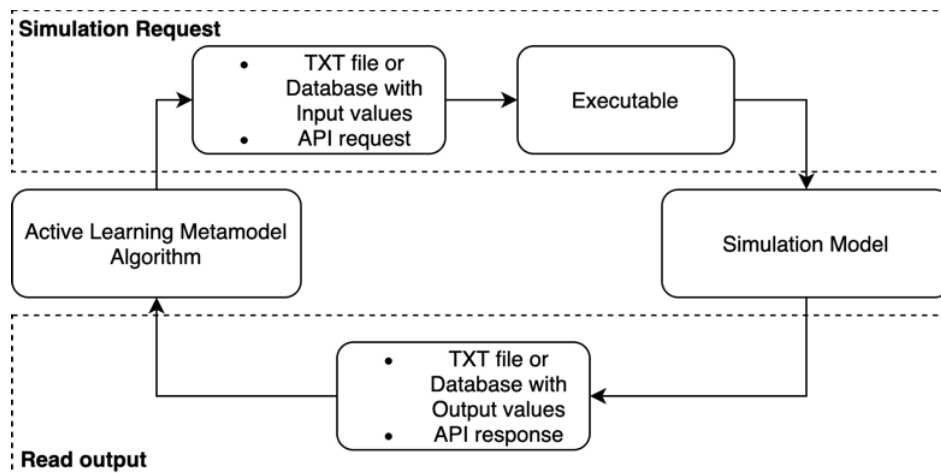 Simulation Request
• TXT file or
Database with
Input values
• API request
Executable
Active Learning Metamodel
Algorithm
Simulation Model
• TXT file or
Database with
Output values
• API response
Read output